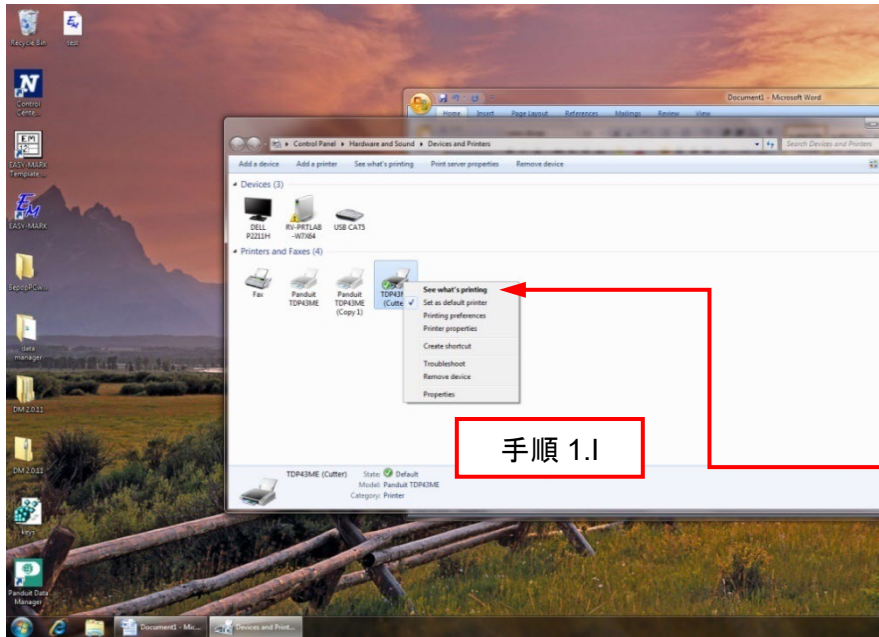 Recycle Bin
test
Control
Cente...
EASY-MARK
Template ...
EASY-MARK
data
manager
DM 2.0.11
DM 2.0.11
keys
Panduit Data
Manager
Document1 - Microsoft Word
Home Insert Page Layout References Mailings Review View
Control Panel Hardware and Sound Devices and Printers
Search Devices and Printers
Add a device Add a printer See what's printing Print server properties Remove device
Devices (3)
DELL
P2211H
RV-PRTLAB
-W7X64
USB CAT5
Printers and Faxes (4)
Fax
Panduit
TDP43ME
Panduit
TDP43ME
(Copy 1)
See what's printing
Set as default printer
Printing preferences
Printer properties
Create shortcut
Troubleshoot
Remove device
Properties
手順 1.l
TDP43ME (Cutter) State: Default
Model: Panduit TDP43ME
Category: Printer
Document1 - Mic...
Devices and Print...